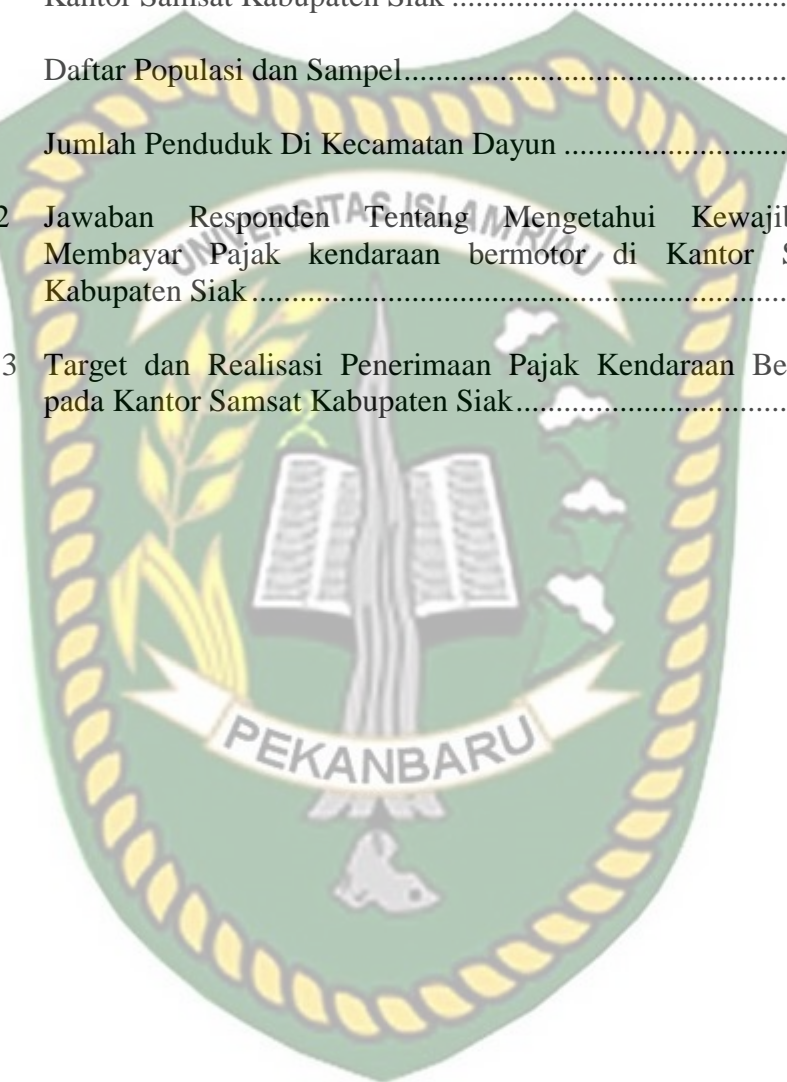 Kantor Samsat Kabupaten Siak ........................................
Daftar Populasi dan Sampel.............................................
Jumlah Penduduk Di Kecamatan Dayun ............................
UNIVERSITAS ISLAM RIAU
2 Jawaban Responden Tentang Mengetahui Kewajib
Membayar Pajak kendaraan bermotor di Kantor S
Kabupaten Siak..............................................................
3 Target dan Realisasi Penerimaan Pajak Kendaraan Be
pada Kantor Samsat Kabupaten Siak..................................
PEKANBARU